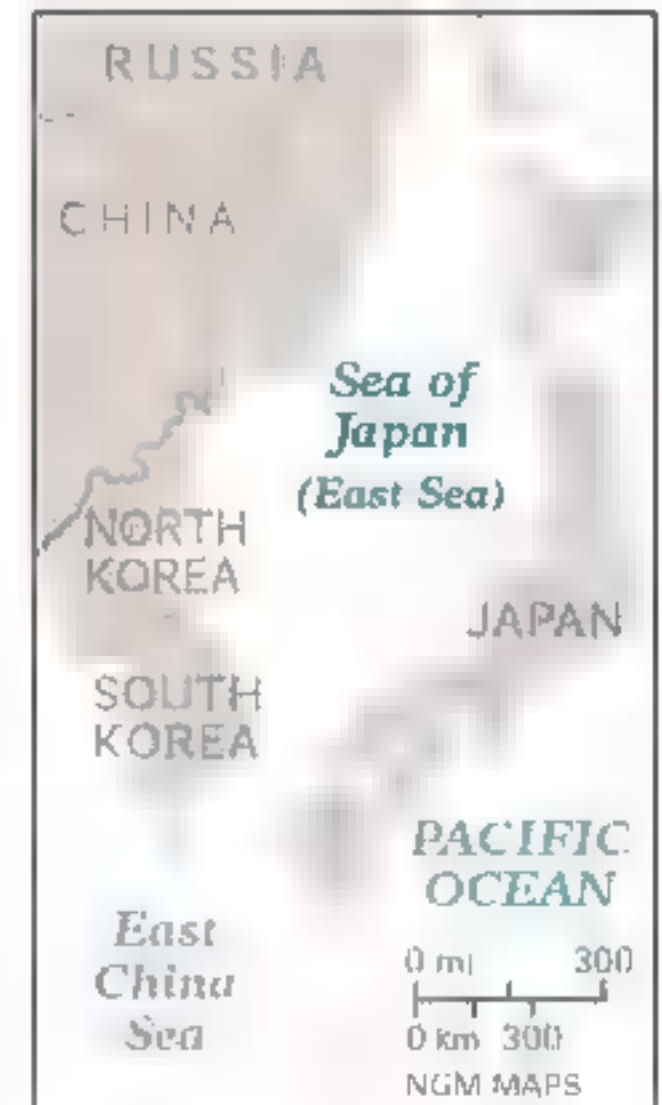 RUSSIA
CHINA
Sea of
Japan
(East Sea)
NORTH
KOREA
JAPAN
SOUTH
KOREA
PACIFIC
OCEAN
East
China
Sea
0 mi 300
0 km 300
NGM MAPS